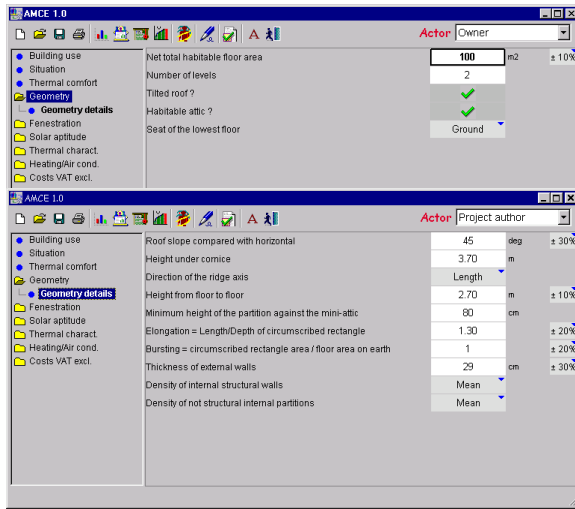 AMCE 1.0
A
Actor Owner
Building use
Situation
Thermal comfort
Geometry
Geometry details
Fenestration
Solar aptitude
Thermal charact.
Heating/Air cond.
Costs VAT excl.
Net total habitable floor area 100 m2 ± 10%
Number of levels 2
Tilted roof ?
Habitable attic ?
Seat of the lowest floor Ground
AMCE 1.0
A
Actor Project author
Building use
Situation
Thermal comfort
Geometry
Geometry details
Fenestration
Solar aptitude
Thermal charact.
Heating/Air cond.
Costs VAT excl.
Roof slope compared with horizontal 45 deg ± 30%
Height under cornice 3.70 m
Direction of the ridge axis Length
Height from floor to floor 2.70 m ± 10%
Minimum height of the partition against the mini-attic 80 cm
Elongation = Length/Depth of circumscribed rectangle 1.30 ± 20%
Bursting = circumscribed rectangle area / floor area on earth 1 ± 20%
Thickness of external walls 29 cm ± 30%
Density of internal structural walls Mean
Density of not structural internal partitions Mean